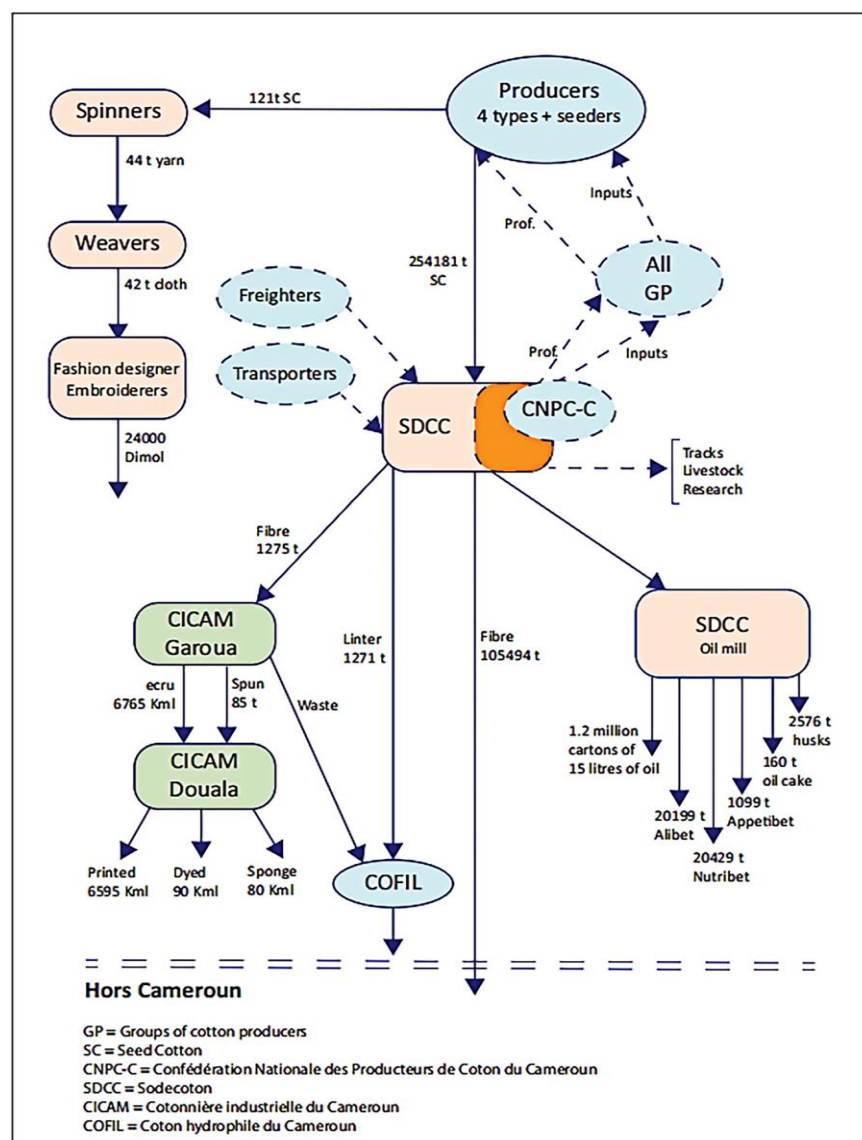 Producers
4 types + seeders
121t SC
Spinners
44 t yarn
Inputs
Prof.
Weavers
254181 t
SC
All
GP
42 t cloth
Freighters
Fashion designer
Embroiderers
Transporters
Prof.
Inputs
CNPC-C
SDCC
24000
Dimol
Tracks
Livestock
Research
Fibre
1275 t
CICAM
Garoua
Linter
1271 t
Fibre
105494 t
SDCC
Oil mill
ecru
6765 Kml
Spun
85 t
Waste
CICAM
Douala
1.2 million
cartons of
15 litres of oil
2576 t
husks
160 t
oil cake
20199 t
Alibet
1099 t
Appetibet
20429 t
Nutribet
Printed
6595 Kml
Dyed
90 Kml
Sponge
80 Kml
COFIL
Hors Cameroun
GP = Groups of cotton producers
SC = Seed Cotton
CNPC-C = Confédération Nationale des Producteurs de Coton du Cameroun
SDCC = Sodecoton
CICAM = Cotonnière industrielle du Cameroun
COFIL = Coton hydrophile du Cameroun